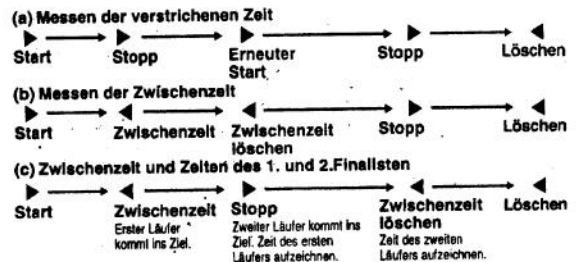 (a) Messen der verstrichenen Zeit
Start Stopp Erneuter Stopp Löschen
Start
(b) Messen der Zwischenzeit
Start Zwischenzeit Zwischenzeit Stopp Löschen
löschen
(c) Zwischenzeit und Zeiten des 1. und 2.Finalisten
Start Zwischenzeit Stopp Zwischenzeit Löschen
löschen
Erster Läufer Zweiter Läufer kommt ins Zeit des zweiten
kommt ins Ziel. Ziel. Zeit des ersten Läufers aufzeichnen.
Läufers aufzeichnen.